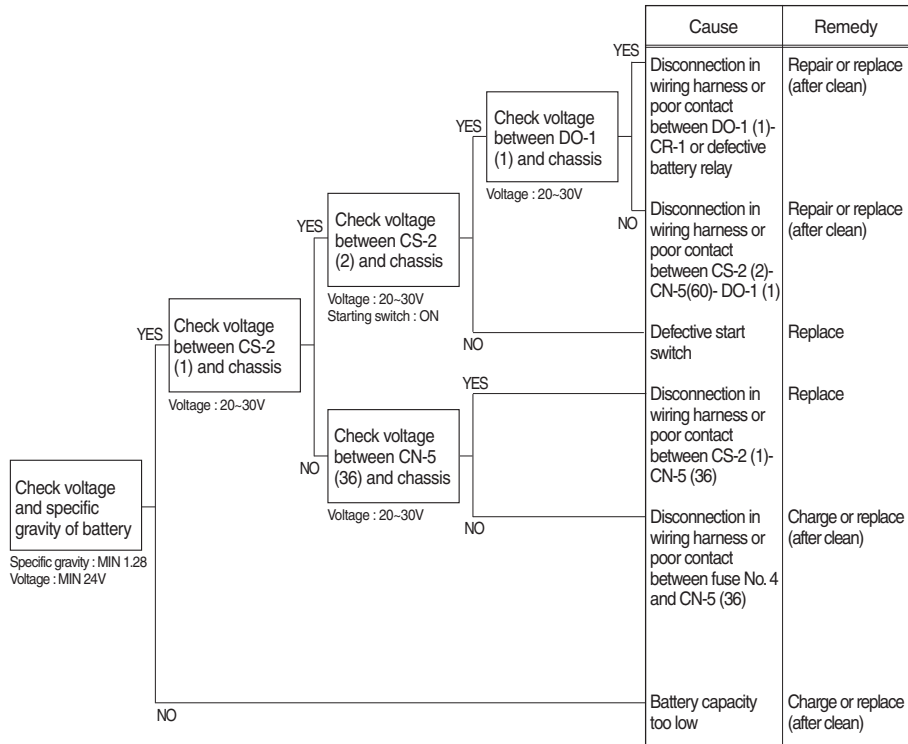 Cause
Remedy
YES
Disconnection in
wiring harness or
poor contact
between DO-1 (1)-
CR-1 or defective
battery relay
Repair or replace
(after clean)
YES
Check voltage
between DO-1
(1) and chassis
Voltage : 20~30V
NO
Disconnection in
wiring harness or
poor contact
between CS-2 (2)-
CN-5(60)- DO-1 (1)
Repair or replace
(after clean)
YES
Check voltage
between CS-2
(2) and chassis
Voltage : 20~30V
Starting switch : ON
NO
Defective start
switch
Replace
YES
Check voltage
between CS-2
(1) and chassis
Voltage : 20~30V
YES
Disconnection in
wiring harness or
poor contact
between CS-2 (1)-
CN-5 (36)
Replace
NO
Check voltage
between CN-5
(36) and chassis
Voltage : 20~30V
NO
Disconnection in
wiring harness or
poor contact
between fuse No. 4
and CN-5 (36)
Charge or replace
(after clean)
Check voltage
and specific
gravity of battery
Specific gravity : MIN 1.28
Voltage : MIN 24V
NO
Battery capacity
too low
Charge or replace
(after clean)